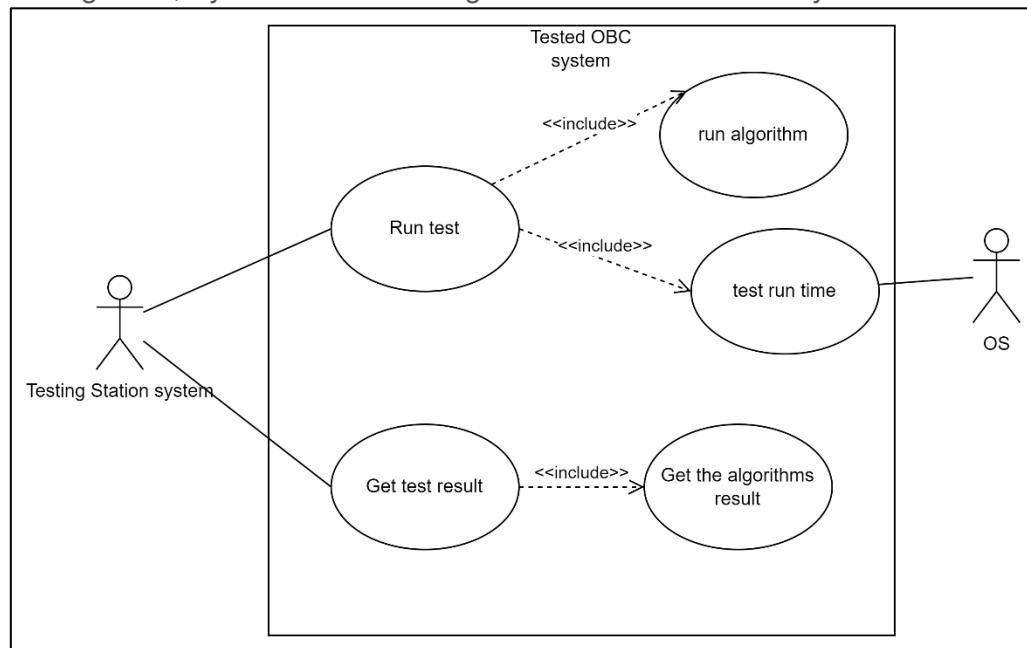 Tested OBC
system
<<include>>
run algorithm
Run test
<<include>>
test run time
OS
Testing Station system
<<include>>
Get test result
Get the algorithms
result